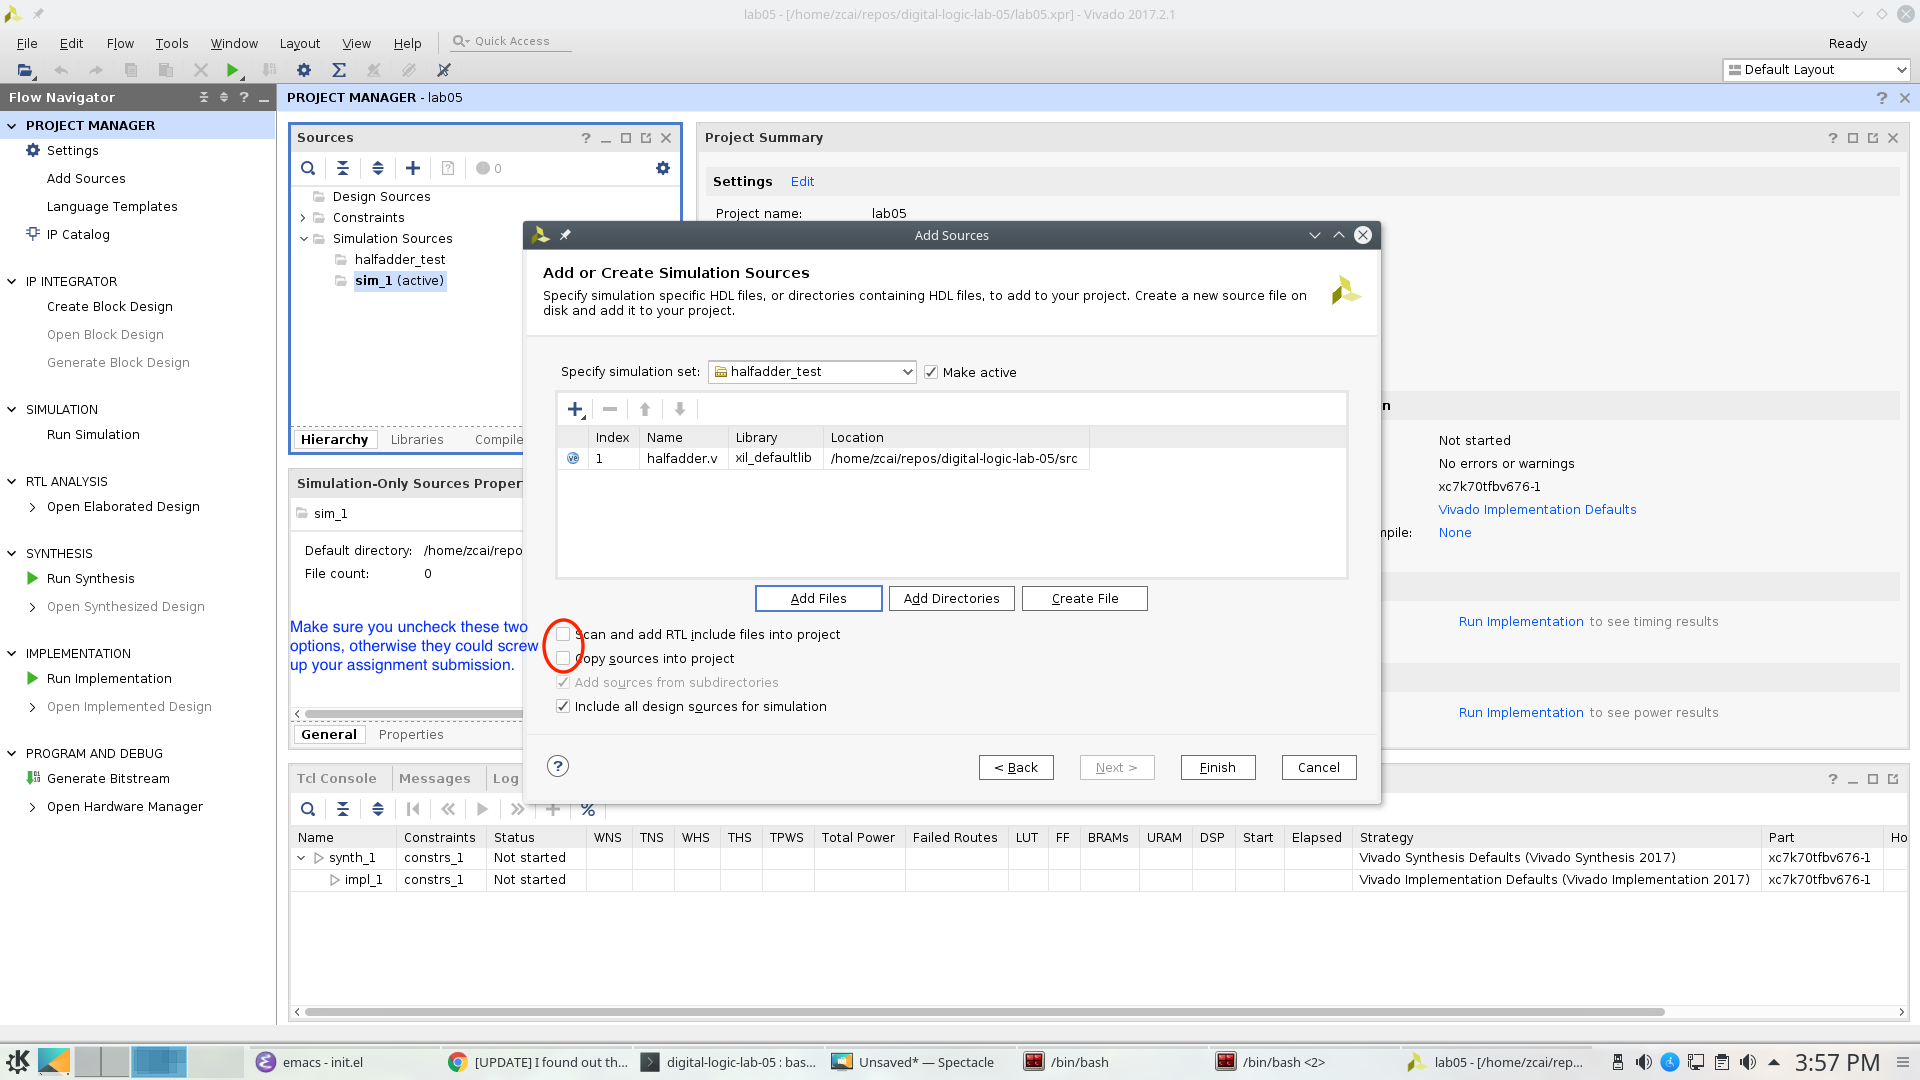 lab05 - [/home/zcai/repos/digital-logic-lab-05/lab05.xpr] - Vivado 2017.2.1
File Edit Flow Tools Window Layout View Help Quick Access Ready
Default Layout
Flow Navigator
PROJECT MANAGER
Settings
Add Sources
Language Templates
IP Catalog
IP INTEGRATOR
Create Block Design
Open Block Design
Generate Block Design
SIMULATION
Run Simulation
RTL ANALYSIS
Open Elaborated Design
SYNTHESIS
Run Synthesis
Open Synthesized Design
IMPLEMENTATION
Run Implementation
Open Implemented Design
PROGRAM AND DEBUG
Generate Bitstream
Open Hardware Manager
PROJECT MANAGER - lab05
Sources
0
Design Sources
Constraints
Simulation Sources
halfadder_test
sim_1 (active)
Hierarchy Libraries Compile
Simulation-Only Sources Proper
sim_1
Default directory: /home/zcai/repo
File count: 0
Make sure you uncheck these two
options, otherwise they could screw
up your assignment submission.
General Properties
Project Summary
Settings Edit
Project name: lab05
n
Not started
No errors or warnings
xc7k70tfbv676-1
Vivado Implementation Defaults
mpile: None
Run Implementation to see timing results
Run Implementation to see power results
Add Sources
Add or Create Simulation Sources
Specify simulation specific HDL files, or directories containing HDL files, to add to your project. Create a new source file on
disk and add it to your project.
Specify simulation set: halfadder_test Make active
Index Name Library Location
1 halfadder.v xil_defaultlib /home/zcai/repos/digital-logic-lab-05/src
Add Files Add Directories Create File
Scan and add RTL include files into project
Copy sources into project
Add sources from subdirectories
Include all design sources for simulation
? < Back Next > Finish Cancel
Tcl Console Messages Log
Name Constraints Status WNS TNS WHS THS TPWS Total Power Failed Routes LUT FF BRAMs URAM DSP Start Elapsed Strategy Part Ho
synth_1 constrs_1 Not started Vivado Synthesis Defaults (Vivado Synthesis 2017) xc7k70tfbv676-1
impl_1 constrs_1 Not started Vivado Implementation Defaults (Vivado Implementation 2017) xc7k70tfbv676-1
emacs - init.el [UPDATE] I found out th... digital-logic-lab-05 : bas... Unsaved* — Spectacle /bin/bash /bin/bash <2> lab05 - [/home/zcai/rep... 3:57 PM